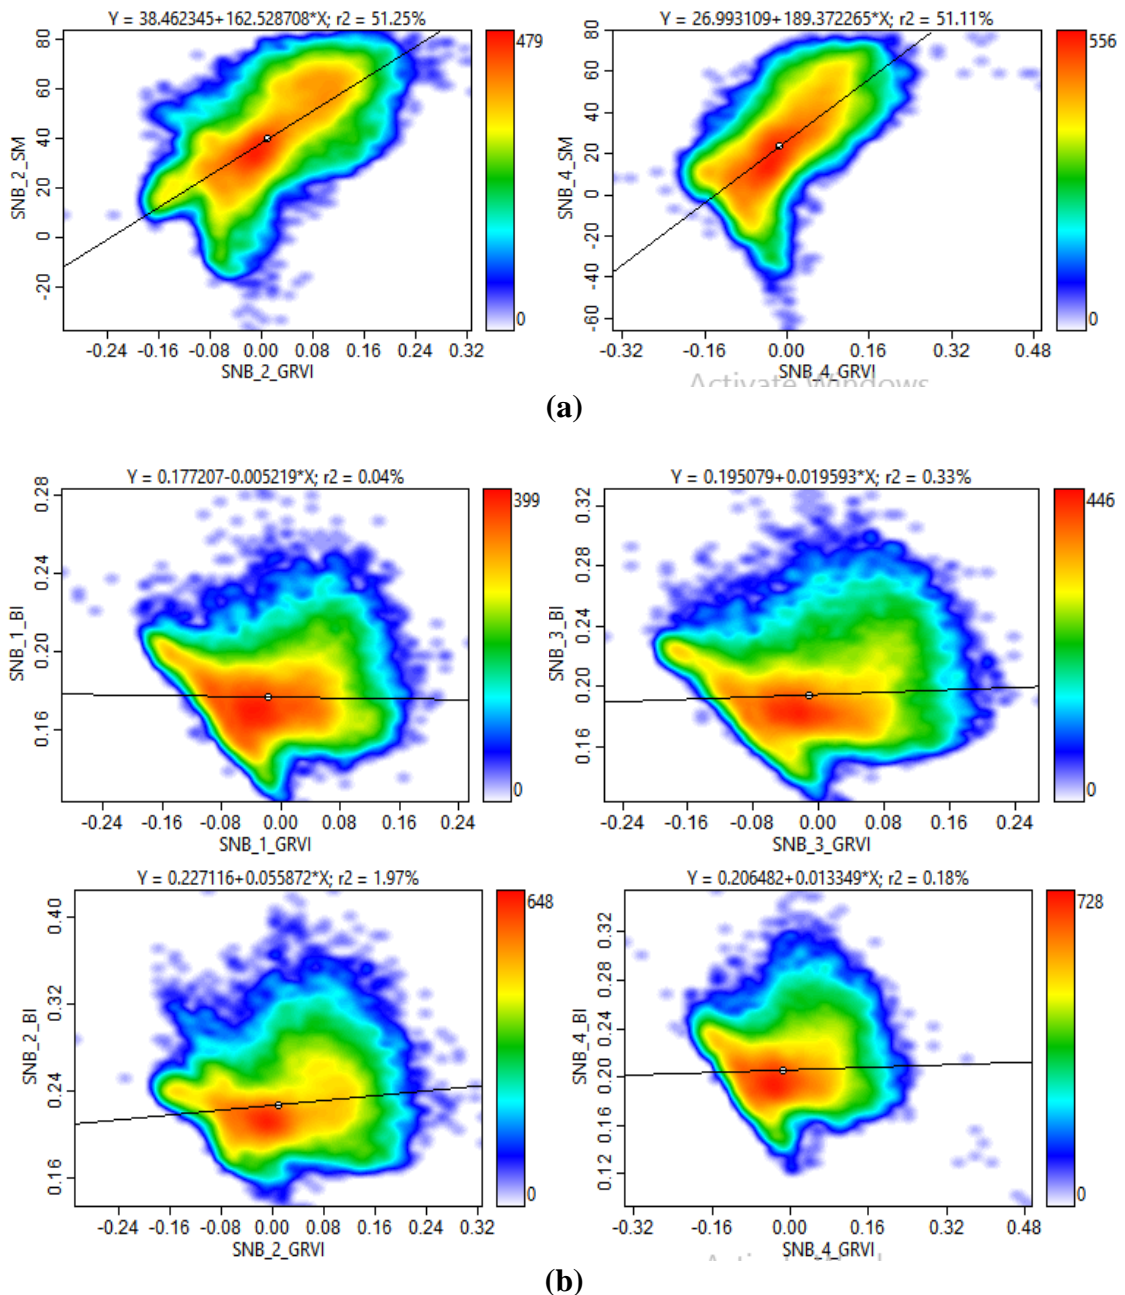 Y = 38.462345+162.528708*X; r2 = 51.25%
80
60
40
20
0
-20
SNB_2_SM
479
0
-0.24 -0.16 -0.08 0.00 0.08 0.16 0.24 0.32
SNB_2_GRVI
Y = 26.993109+189.372265*X; r2 = 51.11%
80
60
40
20
0
-20
-40
-60
SNB_4_SM
556
0
-0.32 -0.16 0.00 0.16 0.32 0.48
SNB_4_GRVI
Activate Windows
(a)
Y = 0.177207-0.005219*X; r2 = 0.04%
0.28
0.24
0.20
0.16
SNB_1_BI
399
0
-0.24 -0.16 -0.08 0.00 0.08 0.16 0.24
SNB_1_GRVI
Y = 0.195079+0.019593*X; r2 = 0.33%
0.32
0.28
0.24
0.20
0.16
SNB_3_BI
446
0
-0.24 -0.16 -0.08 0.00 0.08 0.16 0.24
SNB_3_GRVI
Y = 0.227116+0.055872*X; r2 = 1.97%
0.40
0.32
0.24
0.16
SNB_2_BI
648
0
-0.24 -0.16 -0.08 0.00 0.08 0.16 0.24 0.32
SNB_2_GRVI
Y = 0.206482+0.013349*X; r2 = 0.18%
0.32
0.28
0.24
0.20
0.16
0.12
SNB_4_BI
728
0
-0.32 -0.16 0.00 0.16 0.32 0.48
SNB_4_GRVI
(b)